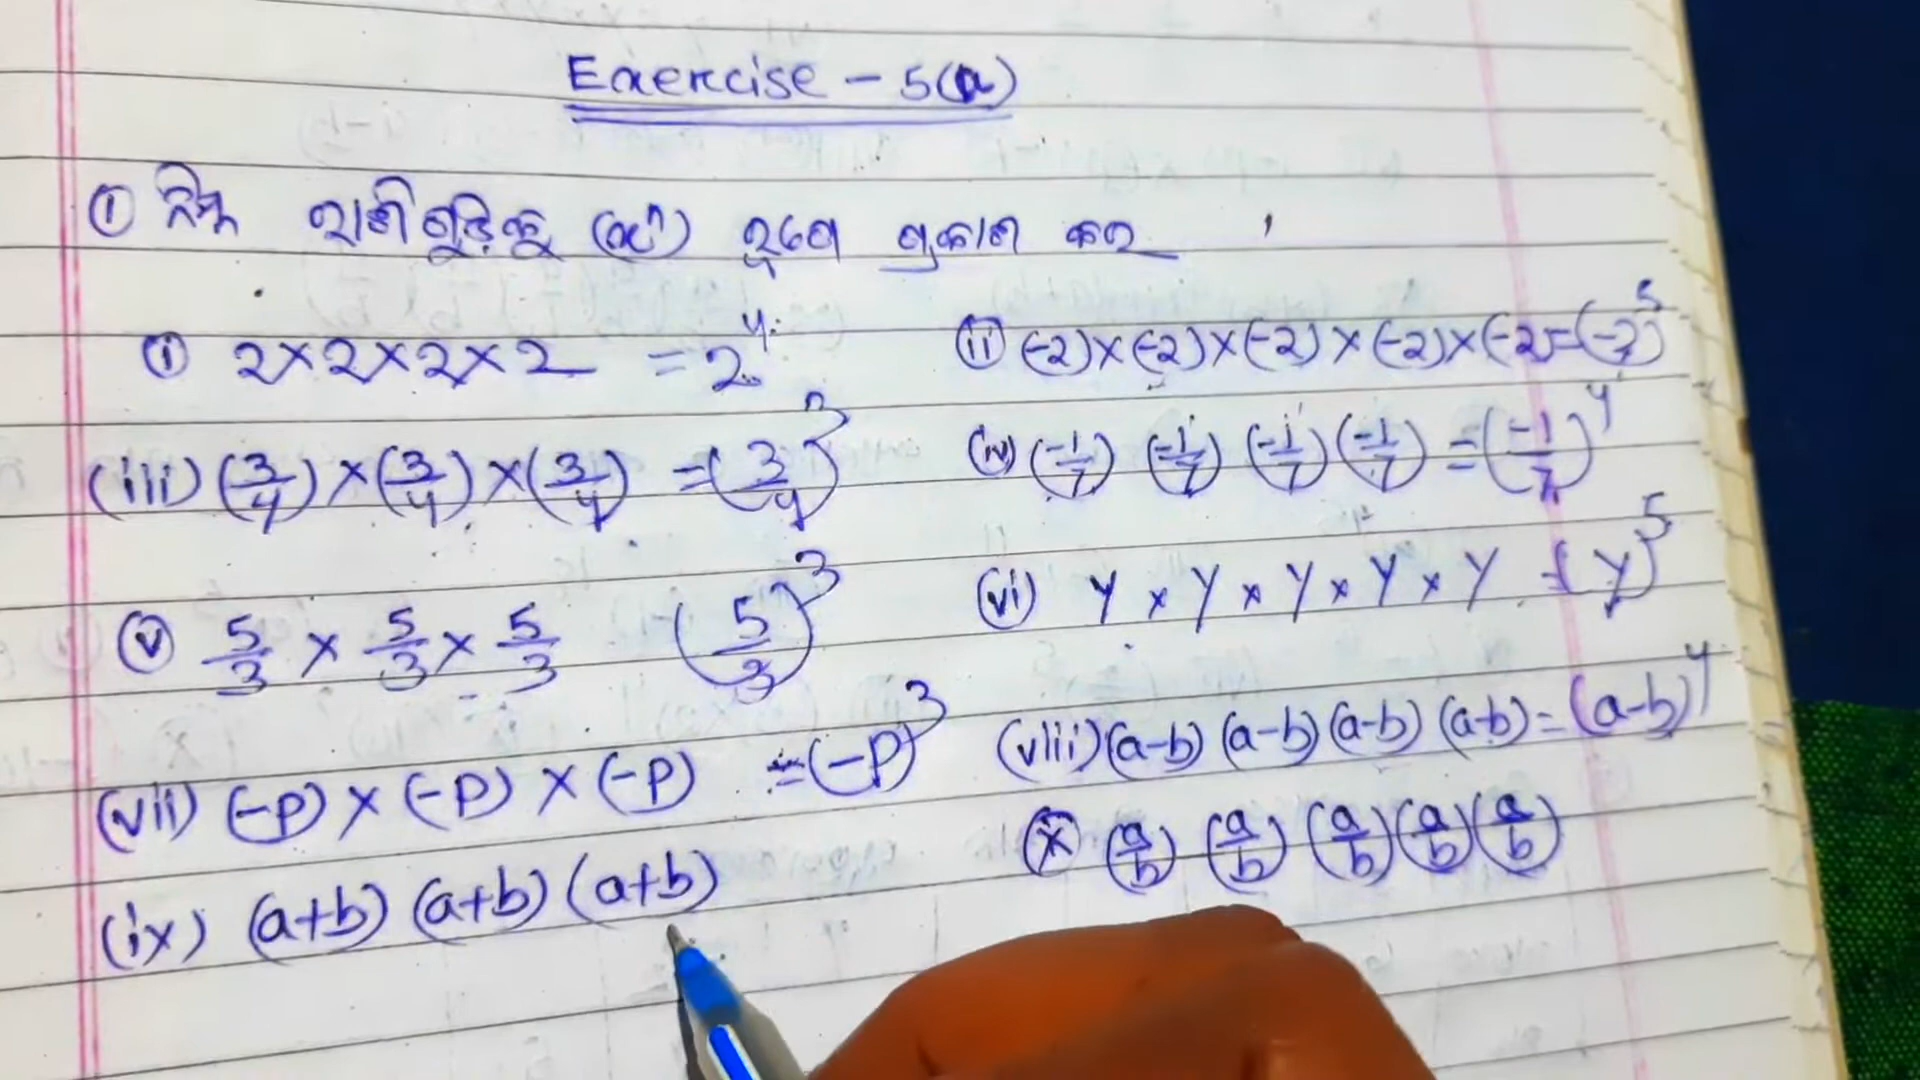 Exercise - 5(a)
① ନିମ୍ନ ରାଶିଗୁଡ଼ିକୁ (xⁿ) ରୂପେ ପ୍ରକାଶ କର ।
(i) 2×2×2×2 = 2⁴
(ii) (-2)×(-2)×(-2)×(-2)×(-2)=(-2)⁵
(iii) (3/4)×(3/4)×(3/4) =(3/4)³
(iv) (-1/7) (-1/7) (-1/7) (-1/7) =(-1/7)⁴
(v) 5/3 × 5/3 × 5/3 (5/3)³
(vi) y × y × y × y × y =(y)⁵
(vii) (-p)×(-p)×(-p) =(-p)³
(viii) (a-b) (a-b) (a-b) (a-b) = (a-b)⁴
(ix) (a+b) (a+b) (a+b)
(x) (a/b) (a/b) (a/b) (a/b) (a/b)